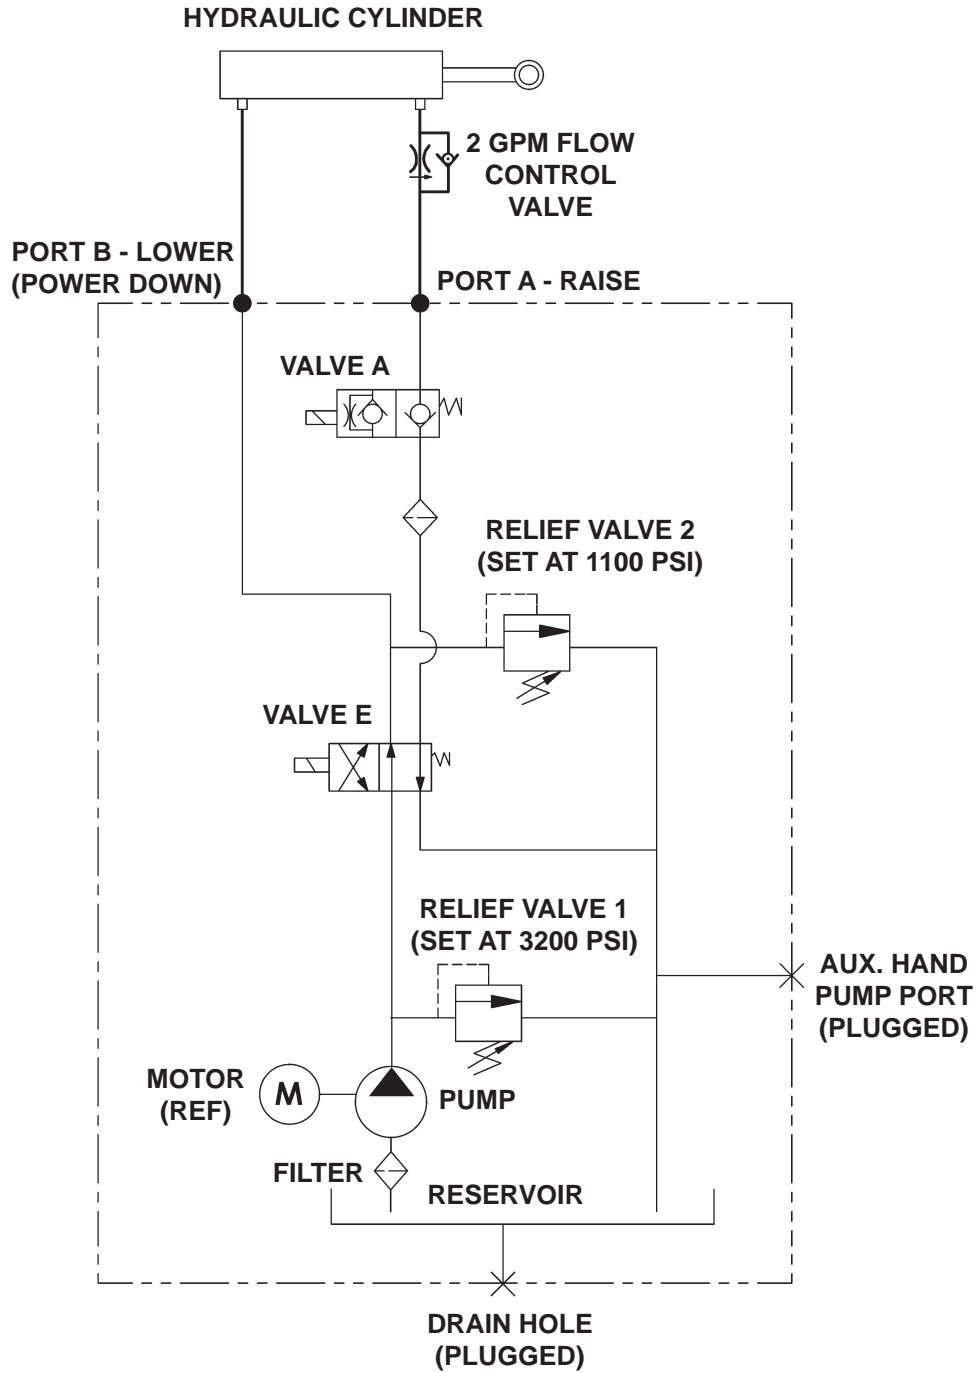 HYDRAULIC CYLINDER
2 GPM FLOW
CONTROL
VALVE
PORT B - LOWER
(POWER DOWN)
PORT A - RAISE
VALVE A
RELIEF VALVE 2
(SET AT 1100 PSI)
VALVE E
RELIEF VALVE 1
(SET AT 3200 PSI)
AUX. HAND
PUMP PORT
(PLUGGED)
MOTOR
(REF)
M
PUMP
FILTER
RESERVOIR
DRAIN HOLE
(PLUGGED)